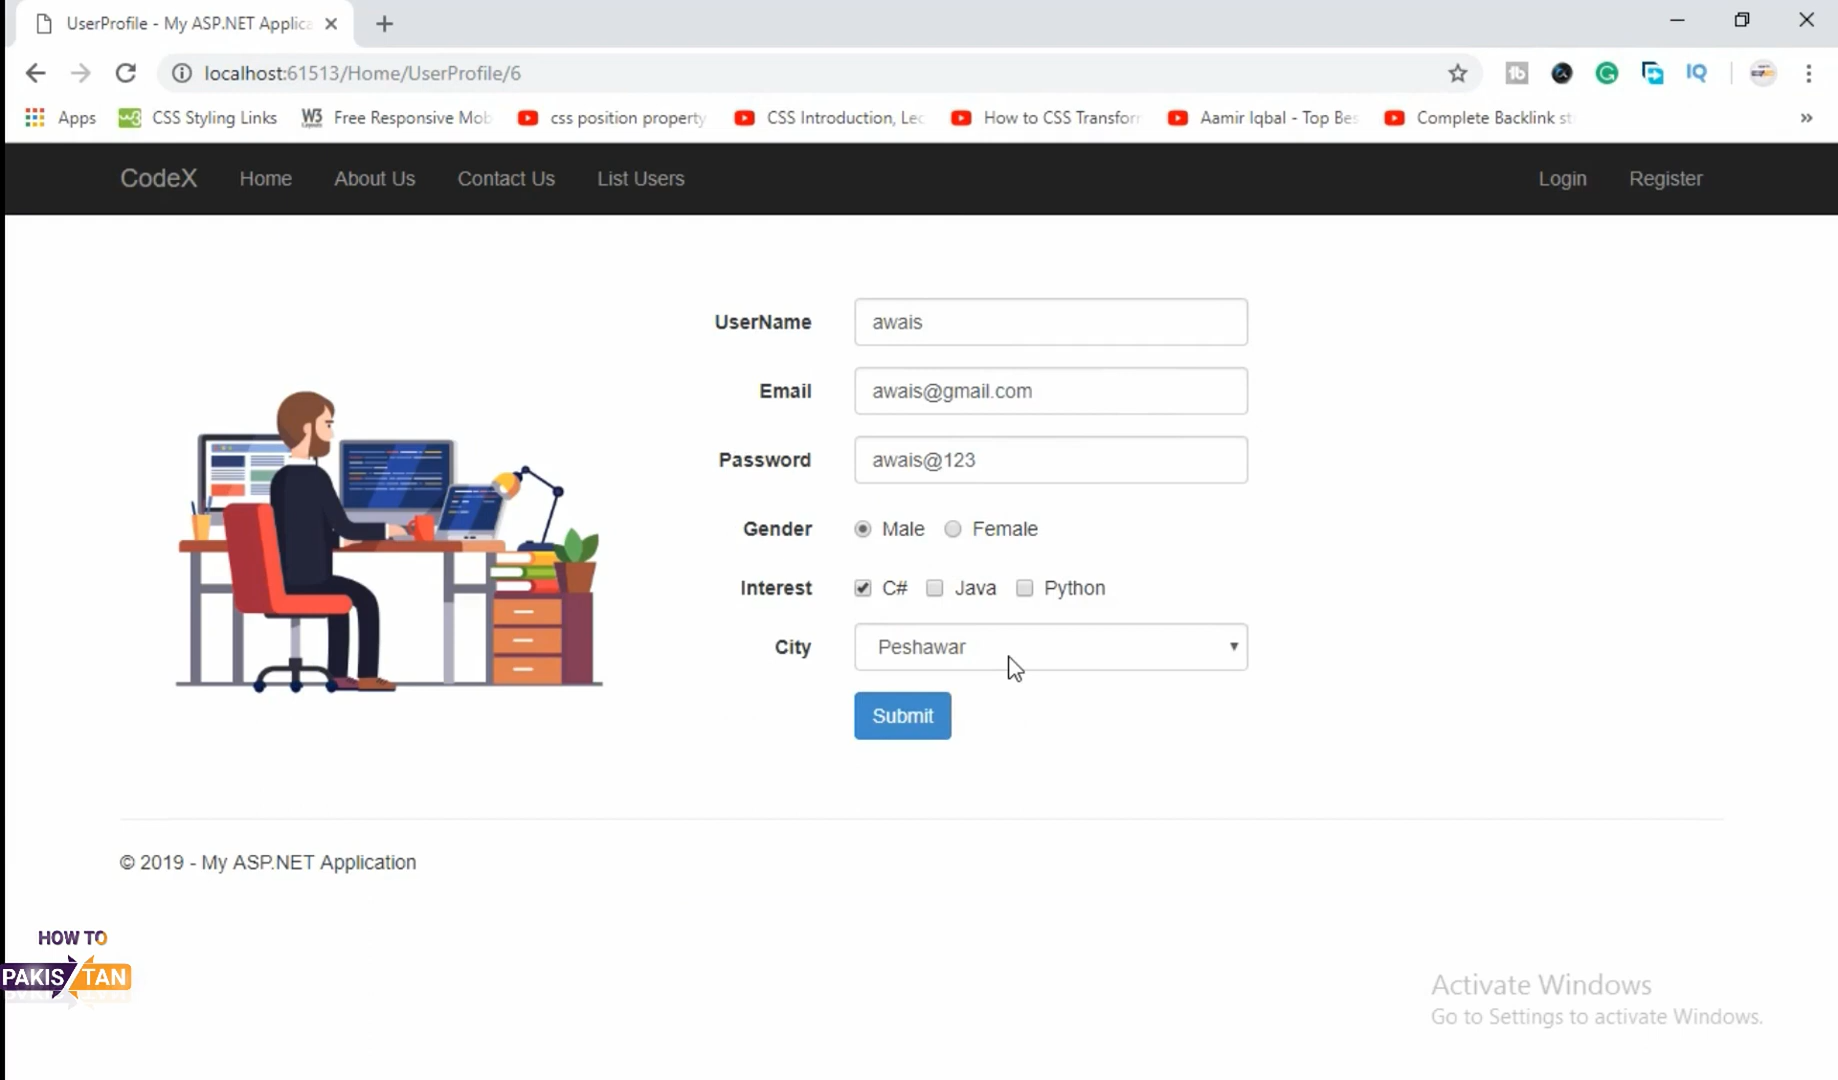 UserProfile - My ASP.NET Applica
localhost:61513/Home/UserProfile/6
Apps CSS Styling Links Free Responsive Mob css position property CSS Introduction, Lec How to CSS Transform Aamir Iqbal - Top Bes Complete Backlink st »
CodeX Home About Us Contact Us List Users Login Register
UserName awais
Email awais@gmail.com
Password awais@123
Gender Male Female
Interest C# Java Python
City Peshawar
Submit
© 2019 - My ASP.NET Application
HOW TO
PAKISTAN
Activate Windows
Go to Settings to activate Windows.